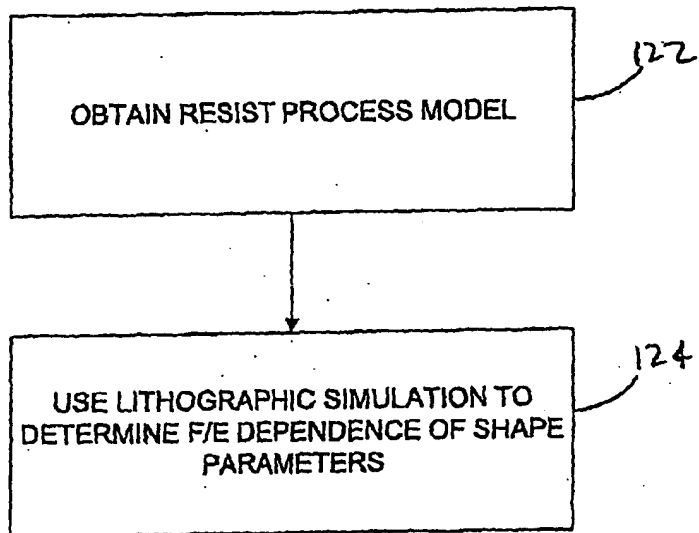 122
OBTAIN RESIST PROCESS MODEL
124
USE LITHOGRAPHIC SIMULATION TO
DETERMINE F/E DEPENDENCE OF SHAPE
PARAMETERS